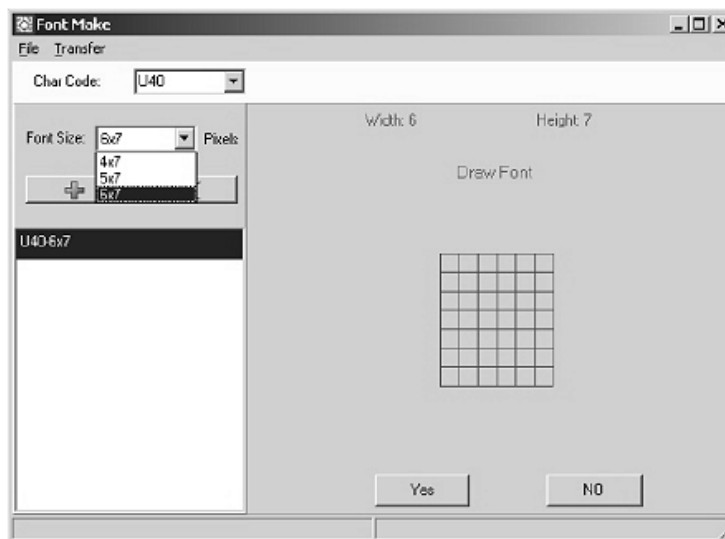 Font Make
File Transfer
Char Code: U40
Font Size: 6x7 Pixels
4x7
5x7
6x7
U40-6x7
Width: 6 Height: 7
Draw Font
Yes NO